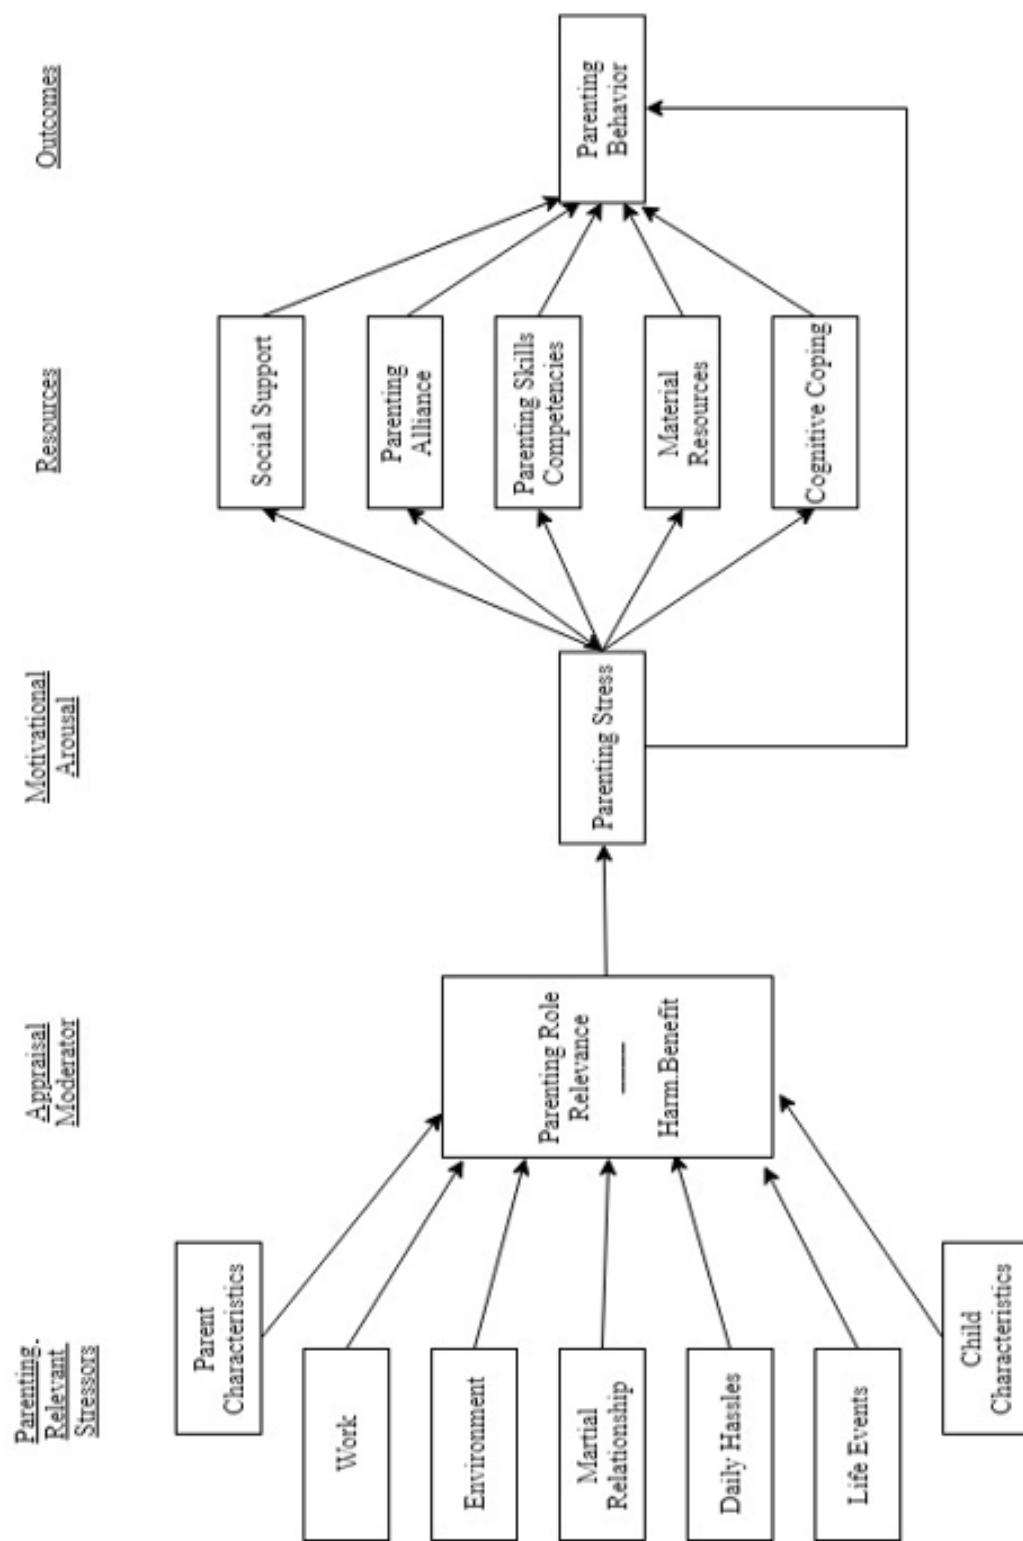 Parenting-
Relevant
Stressors
Appraisal
Moderator
Motivational
Arousal
Resources
Outcomes
Parent
Characteristics
Work
Environment
Martial
Relationship
Daily Hassles
Life Events
Child
Characteristics
Parenting Role
Relevance
Harm.Benefit
Parenting Stress
Social Support
Parenting
Alliance
Parenting Skills
Competencies
Material
Resources
Cognitive Coping
Parenting
Behavior